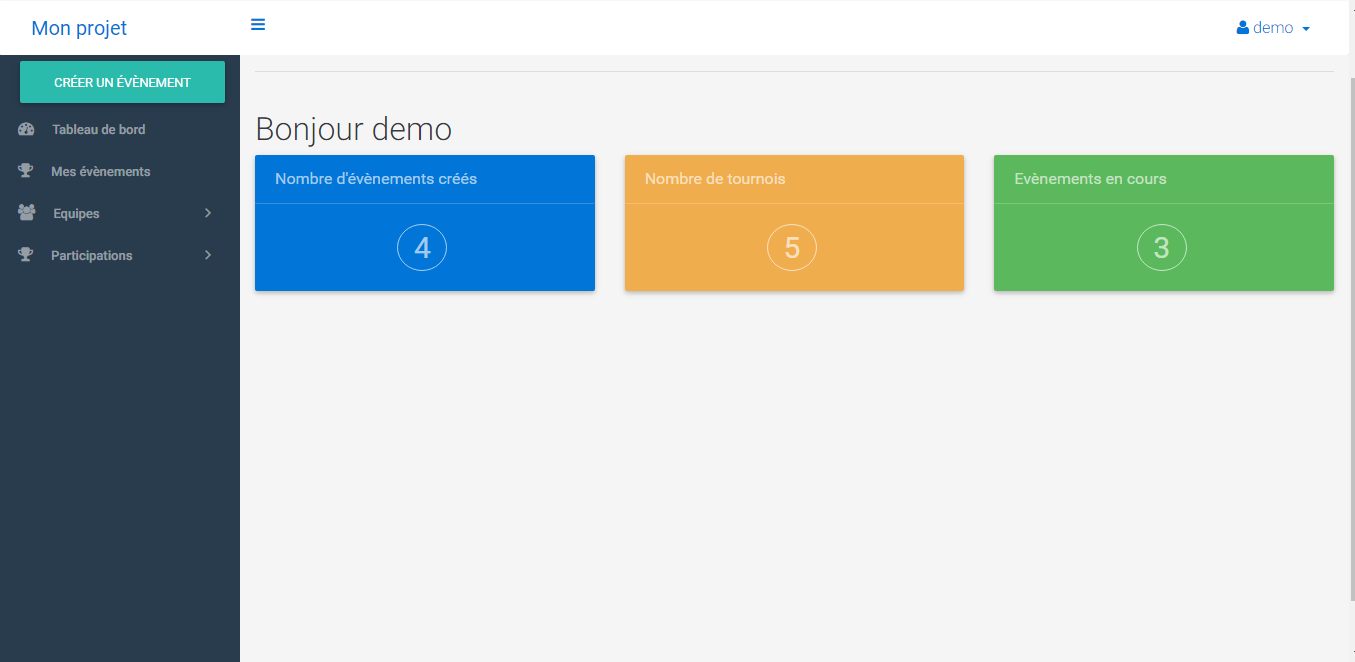 Mon projet
demo
CRÉER UN ÉVÈNEMENT
Tableau de bord
Mes évènements
Equipes
Participations
Bonjour demo
Nombre d'évènements créés
4
Nombre de tournois
5
Evènements en cours
3